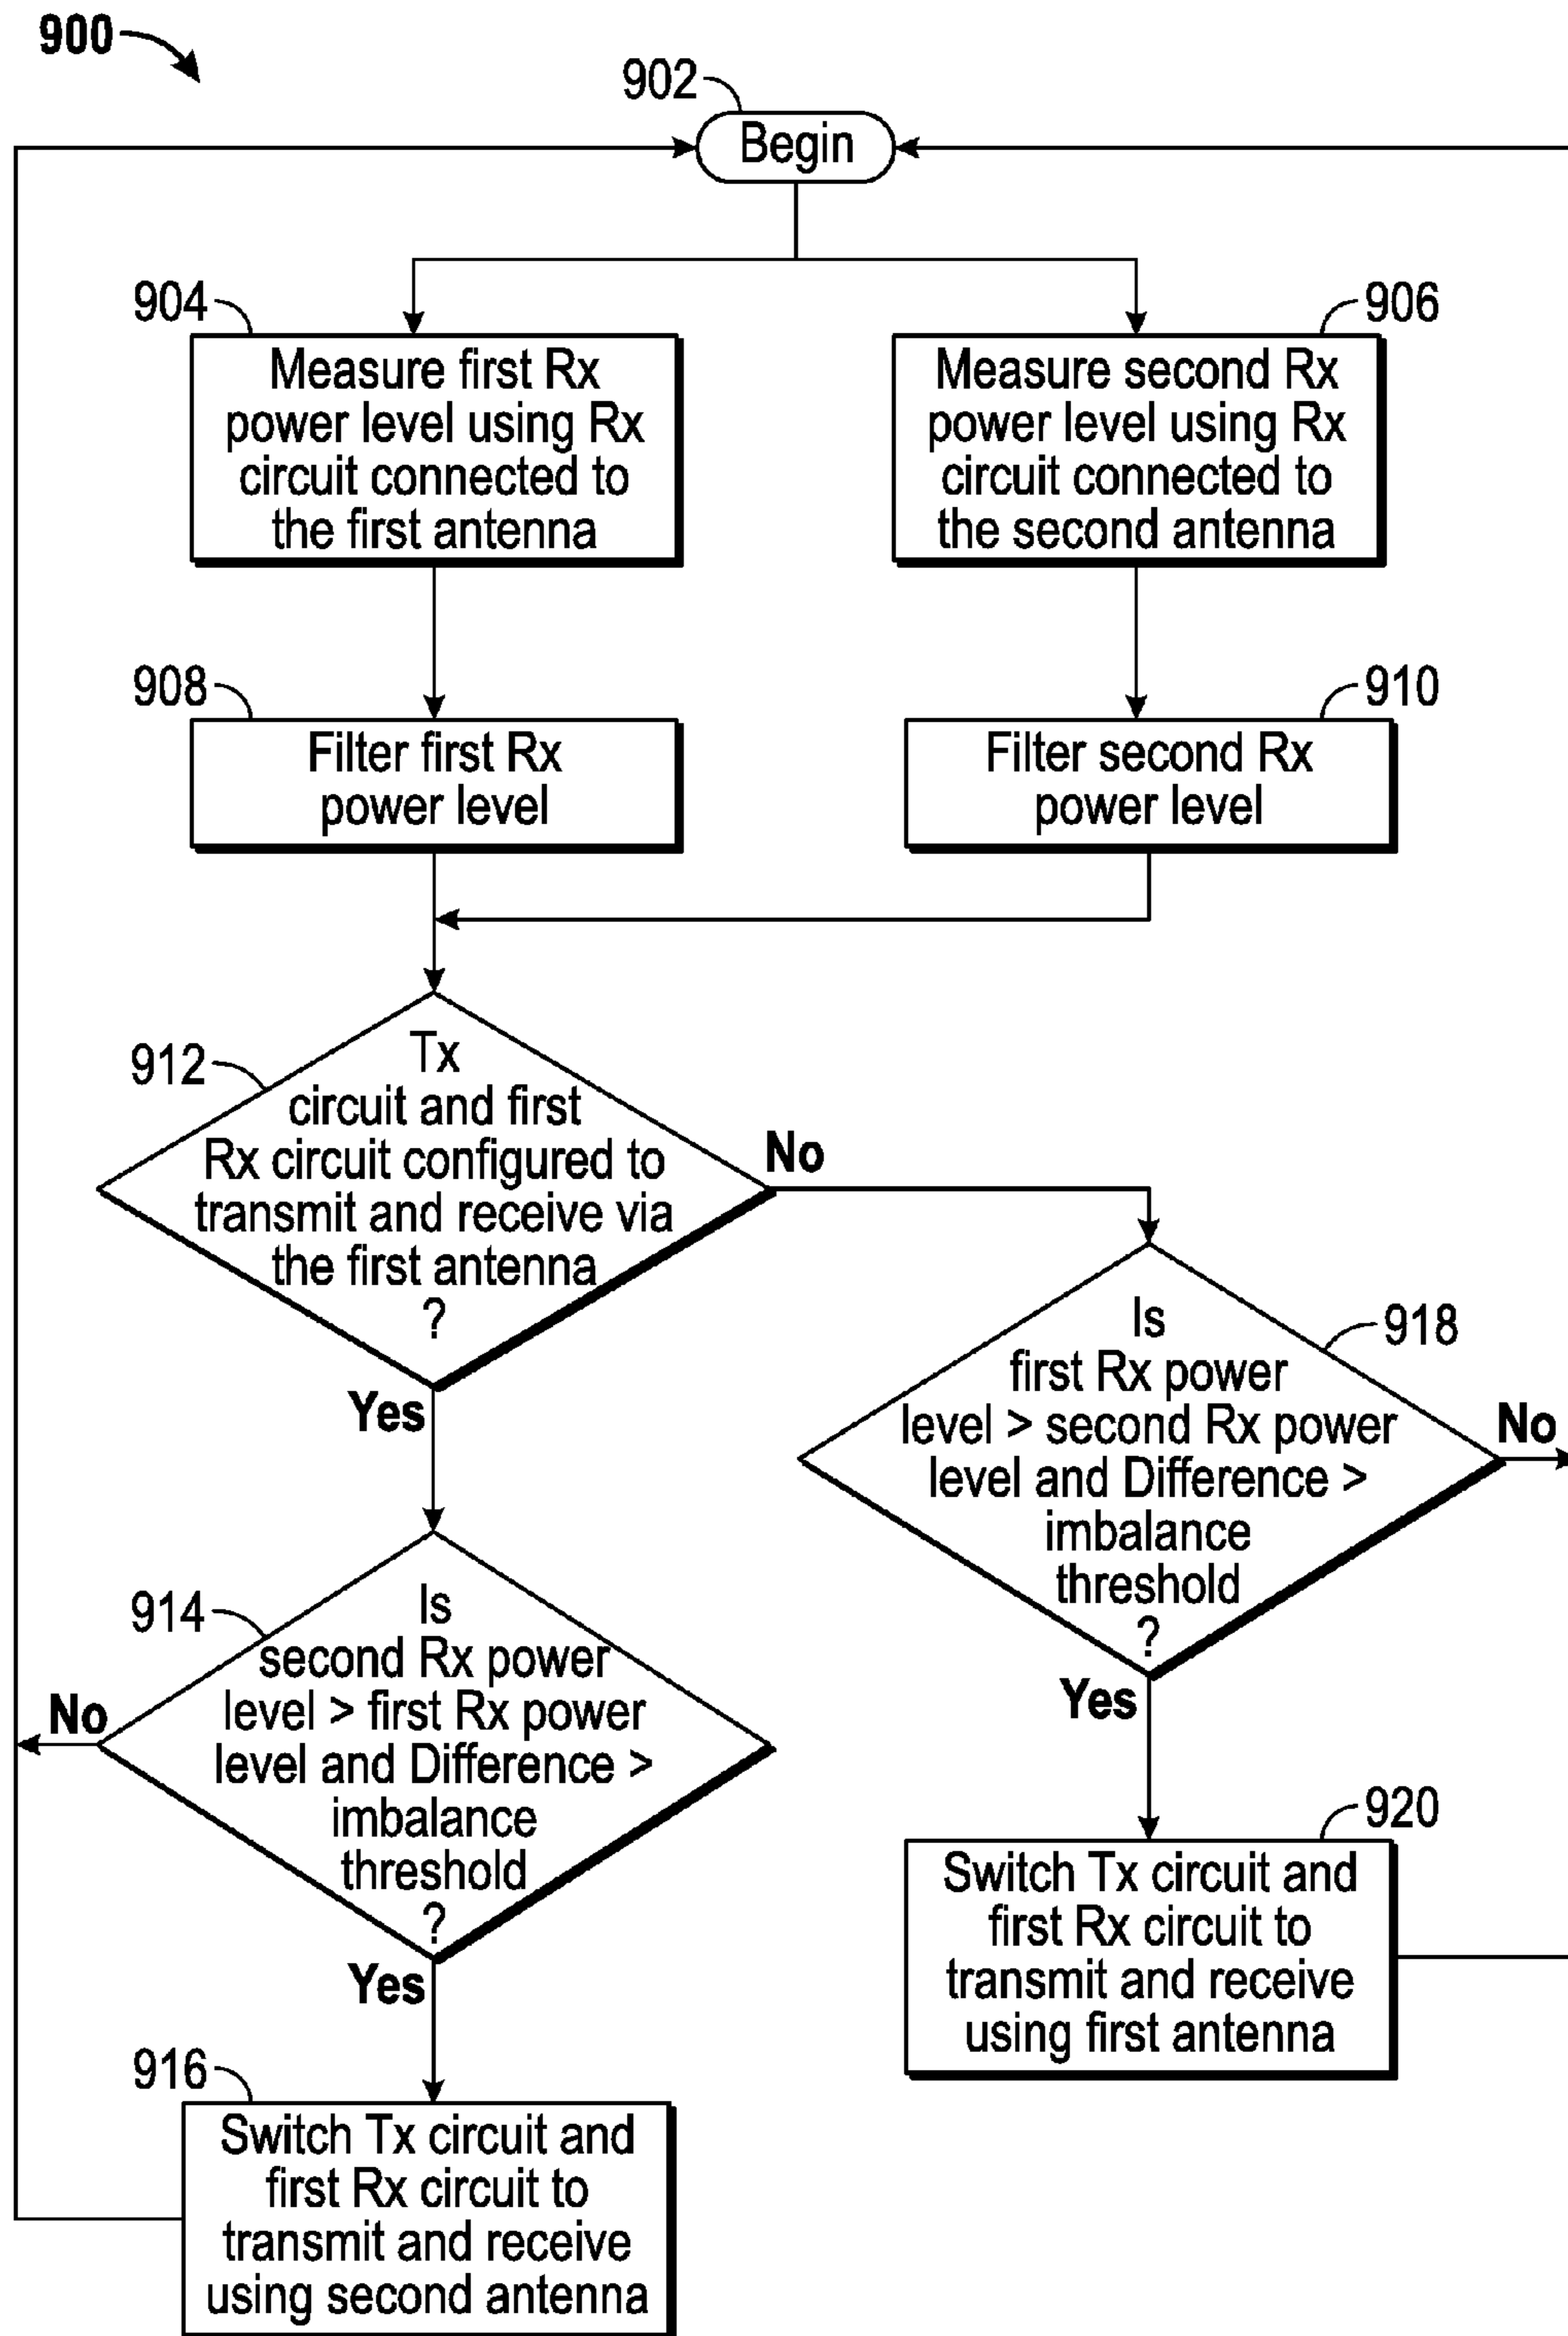 900
902
Begin
904
Measure first Rx
power level using Rx
circuit connected to
the first antenna
906
Measure second Rx
power level using Rx
circuit connected to
the second antenna
908
Filter first Rx
power level
910
Filter second Rx
power level
912
Tx
circuit and first
Rx circuit configured to
transmit and receive via
the first antenna
?
No
Yes
918
Is
first Rx power
level > second Rx power
level and Difference >
imbalance
threshold
?
No
Yes
914
Is
second Rx power
level > first Rx power
level and Difference >
imbalance
threshold
?
No
Yes
920
Switch Tx circuit and
first Rx circuit to
transmit and receive
using first antenna
916
Switch Tx circuit and
first Rx circuit to
transmit and receive
using second antenna